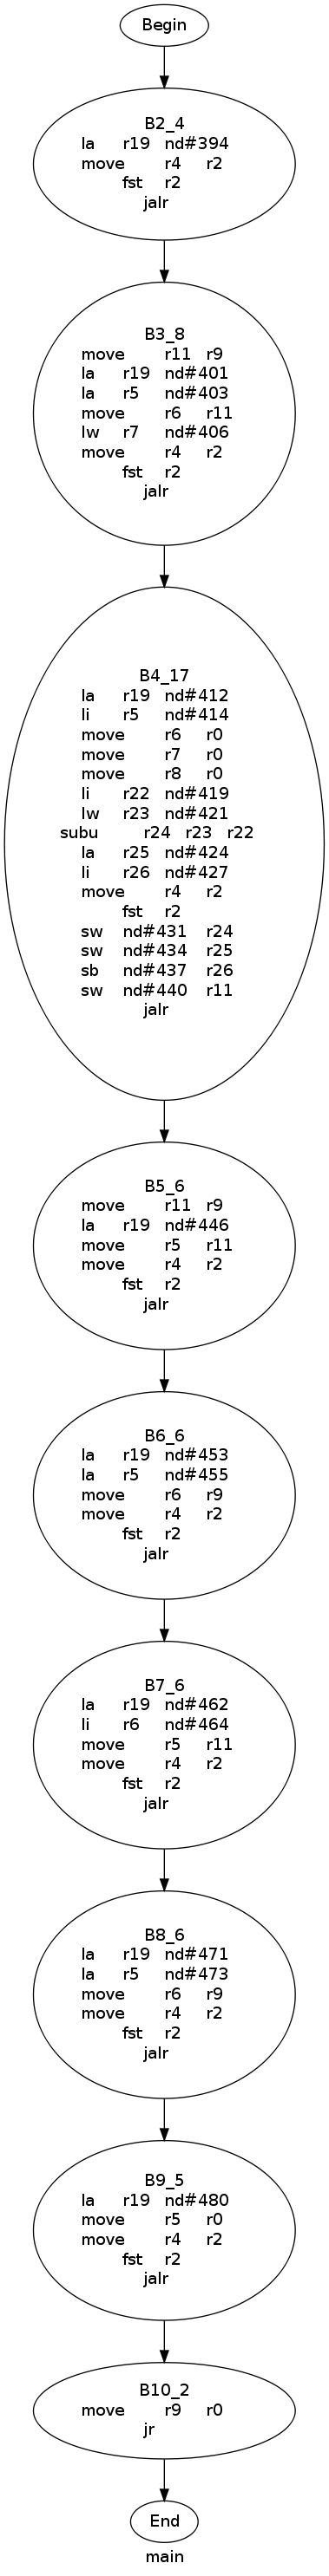 Begin
B2_4
la r19 nd#394
move r4 r2
fst r2
jalr
B3_8
move r11 r9
la r19 nd#401
la r5 nd#403
move r6 r11
lw r7 nd#406
move r4 r2
fst r2
jalr
B4_17
la r19 nd#412
li r5 nd#414
move r6 r0
move r7 r0
move r8 r0
li r22 nd#419
lw r23 nd#421
subu r24 r23 r22
la r25 nd#424
li r26 nd#427
move r4 r2
fst r2
sw nd#431 r24
sw nd#434 r25
sb nd#437 r26
sw nd#440 r11
jalr
B5_6
move r11 r9
la r19 nd#446
move r5 r11
move r4 r2
fst r2
jalr
B6_6
la r19 nd#453
la r5 nd#455
move r6 r9
move r4 r2
fst r2
jalr
B7_6
la r19 nd#462
li r6 nd#464
move r5 r11
move r4 r2
fst r2
jalr
B8_6
la r19 nd#471
la r5 nd#473
move r6 r9
move r4 r2
fst r2
jalr
B9_5
la r19 nd#480
move r5 r0
move r4 r2
fst r2
jalr
B10_2
move r9 r0
jr
End
main